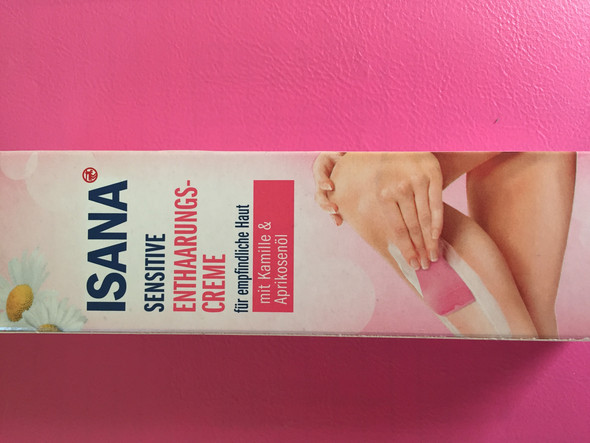 ISANA
SENSITIVE
ENTHAARUNGS-
CREME
für empfindliche Haut
mit Kamille &
Aprikosenöl